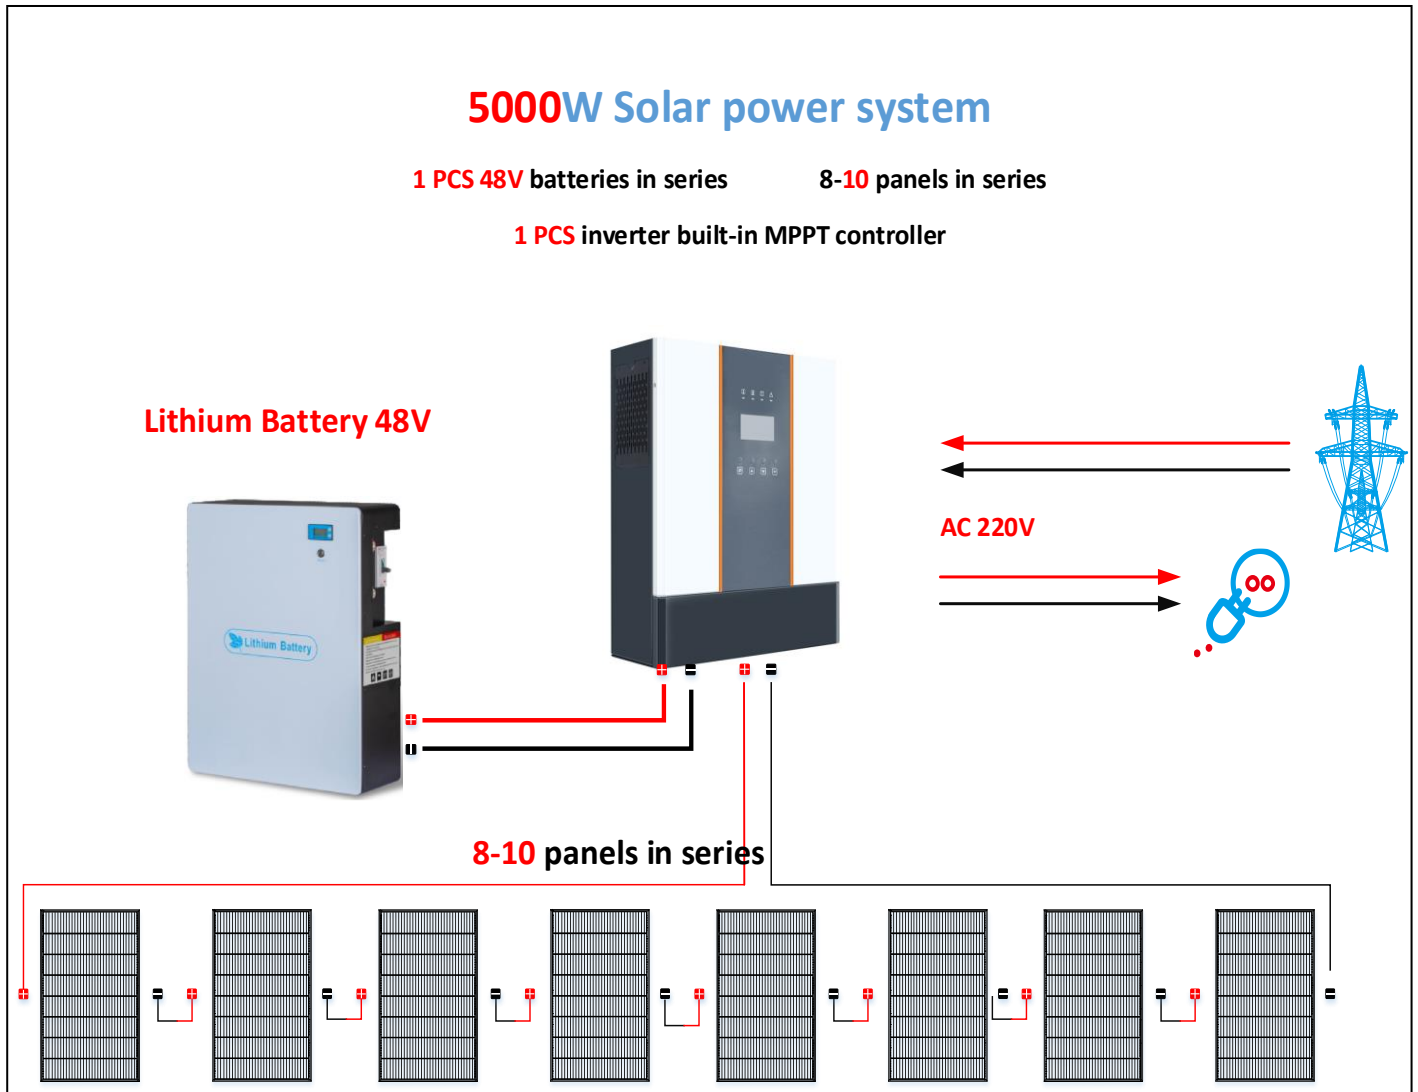 5000W Solar power system
1 PCS 48V batteries in series 8-10 panels in series
1 PCS inverter built-in MPPT controller
Lithium Battery 48V
AC 220V
Lithium Battery
8-10 panels in series